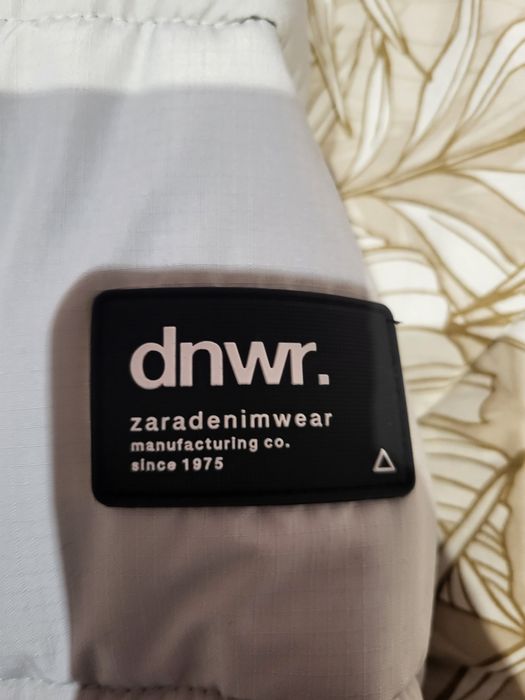 dnwr.
zaradenimwear
manufacturing co.
since 1975